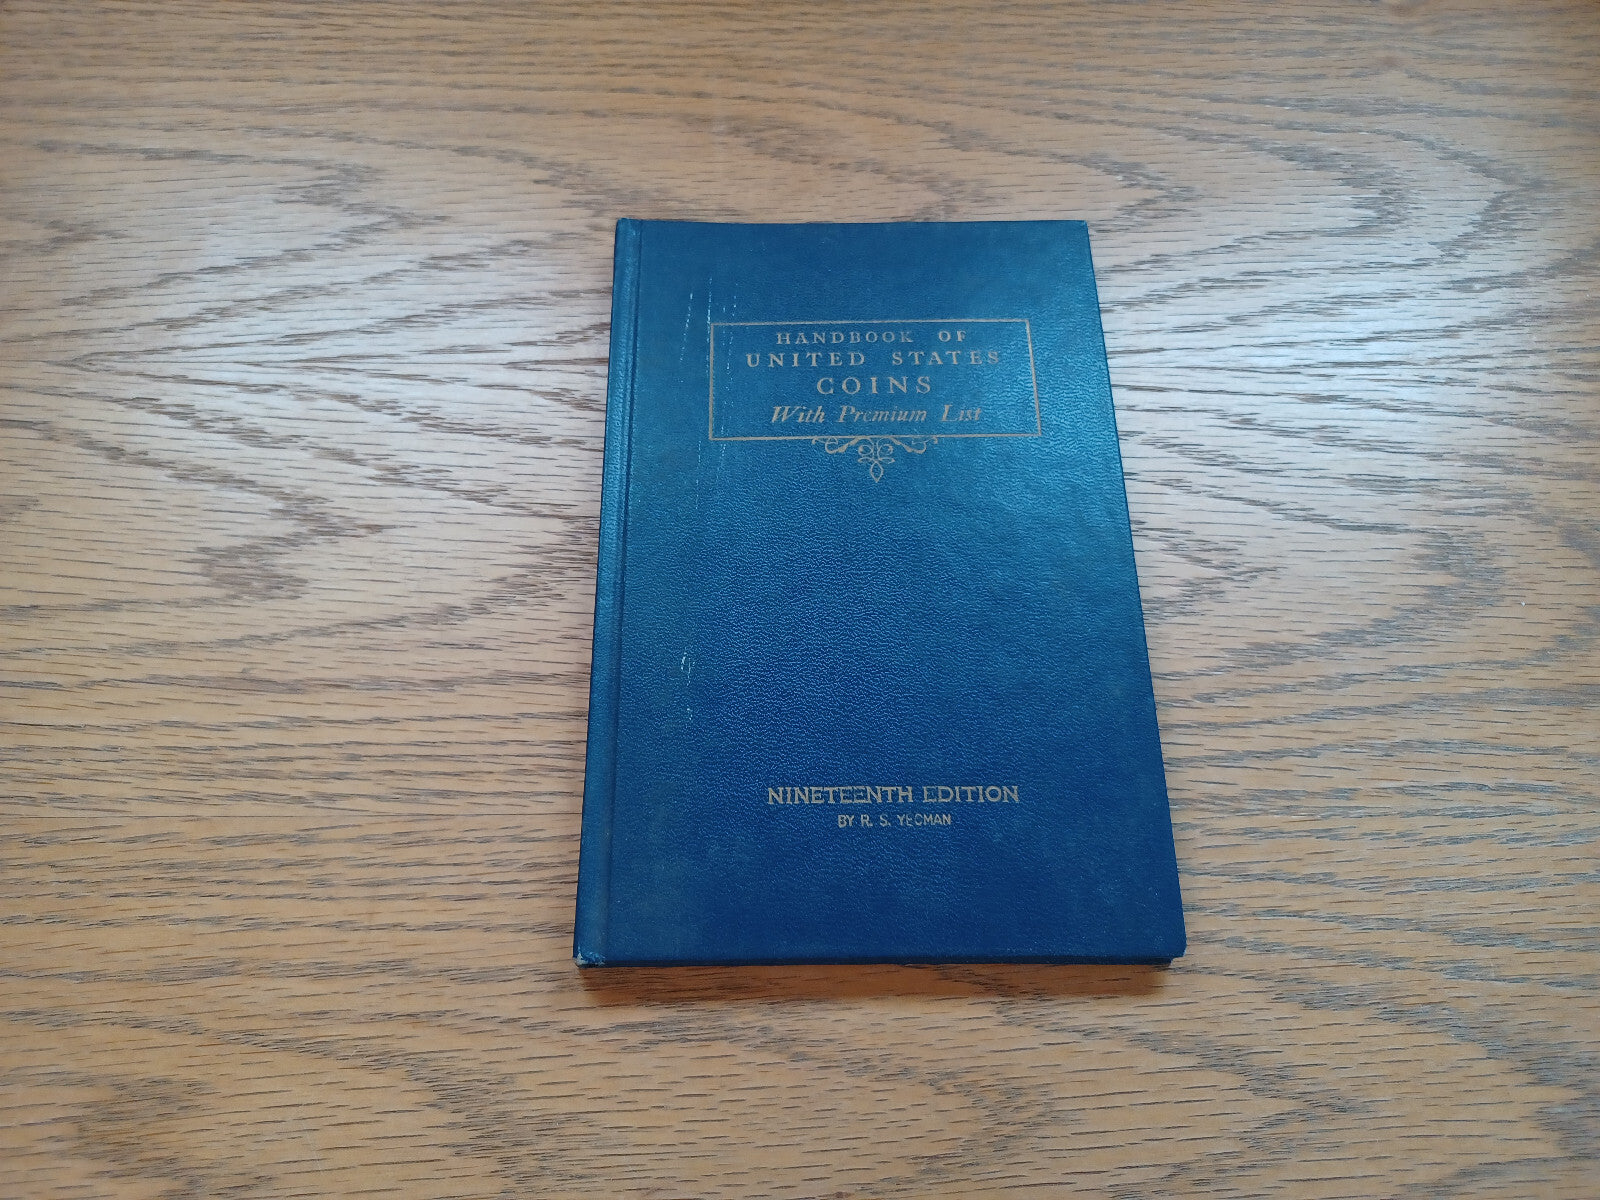 HANDBOOK OF
UNITED STATES
COINS
With Premium List
NINETEENTH EDITION
BY R. S. YEOMAN